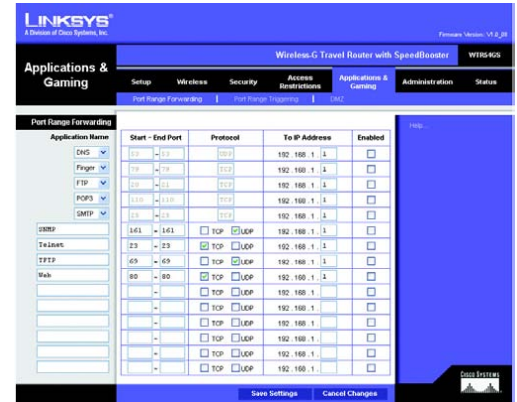 LINKSYS®
A Division of Cisco Systems, Inc.
Firmware Version: V1.0_01
Wireless-G Travel Router with SpeedBooster
WTR54GS
Applications & Gaming
Setup Wireless Security Access Restrictions Applications & Gaming Administration Status
Port Range Forwarding | Port Range Triggering | DMZ
Port Range Forwarding
Help...
Application Name Start ~ End Port Protocol To IP Address Enabled
DNS 53 ~ 53 UDP 192 .168 .1 . 1
Finger 79 ~ 79 TCP 192 .168 .1 . 1
FTP 20 ~ 21 TCP 192 .168 .1 . 1
POP3 110 ~ 110 TCP 192 .168 .1 . 1
SMTP 25 ~ 25 TCP 192 .168 .1 . 1
SNMP 161 ~ 161 TCP UDP 192 .168 .1 . 1
Telnet 23 ~ 23 TCP UDP 192 .168 .1 . 1
TFTP 69 ~ 69 TCP UDP 192 .168 .1 . 1
Web 80 ~ 80 TCP UDP 192 .168 .1 . 1
~ TCP UDP 192 .168 .1 .
~ TCP UDP 192 .168 .1 .
~ TCP UDP 192 .168 .1 .
~ TCP UDP 192 .168 .1 .
~ TCP UDP 192 .168 .1 .
Save Settings Cancel Changes
CISCO SYSTEMS